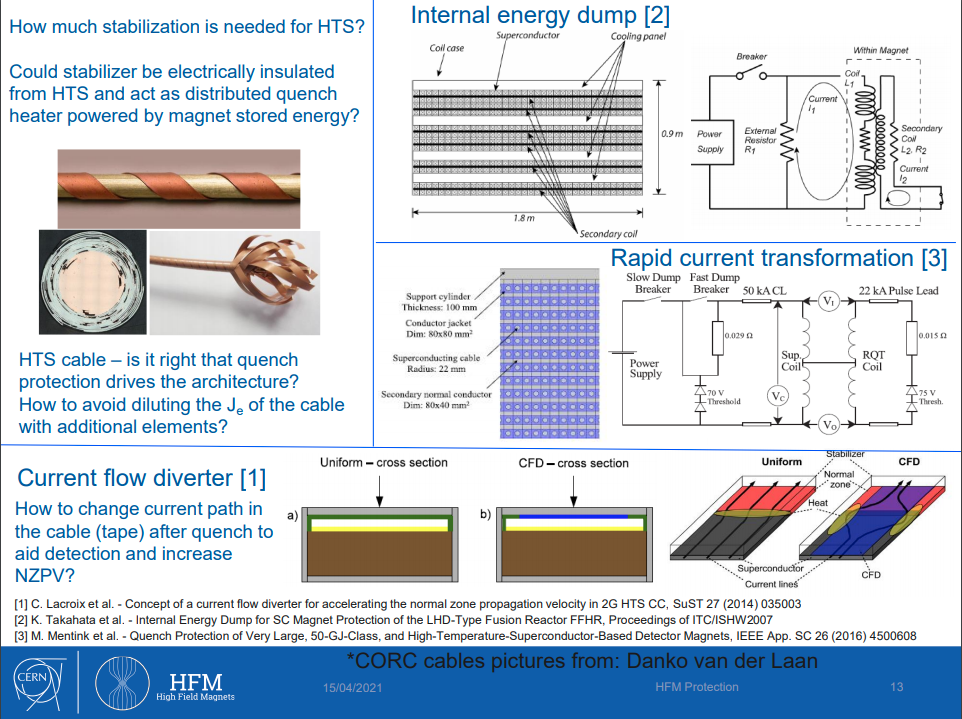 How much stabilization is needed for HTS?
Could stabilizer be electrically insulated
from HTS and act as distributed quench
heater powered by magnet stored energy?
HTS cable – is it right that quench
protection drives the architecture?
How to avoid diluting the Je of the cable
with additional elements?
Internal energy dump [2]
Coil case
Superconductor
Cooling panel
0.9 m
1.8 m
Secondary coil
Breaker
Within Magnet
Coil
L1
Current
I1
Power
Supply
External
Resistor
R1
Secondary
Coil
L2, R2
Current
I2
Rapid current transformation [3]
Support cylinder
Thickness: 100 mm
Conductor jacket
Dim: 80x80 mm²
Superconducting cable
Radius: 22 mm
Secondary normal conductor
Dim: 80x40 mm²
Slow Dump
Breaker
Fast Dump
Breaker
50 kA CL
VI
22 kA Pulse Lead
0.029 Ω
0.015 Ω
Power
Supply
Sup.
Coil
RQT
Coil
70 V
Threshold
VC
75 V
Thresh.
VO
Current flow diverter [1]
How to change current path in
the cable (tape) after quench to
aid detection and increase
NZPV?
Uniform – cross section
CFD – cross section
a)
b)
Uniform
Stabilizer
CFD
Normal
zone
Heat
Superconductor
Current lines
CFD
[1] C. Lacroix et al. - Concept of a current flow diverter for accelerating the normal zone propagation velocity in 2G HTS CC, SuST 27 (2014) 035003
[2] K. Takahata et al. - Internal Energy Dump for SC Magnet Protection of the LHD-Type Fusion Reactor FFHR, Proceedings of ITC/ISHW2007
[3] M. Mentink et al. - Quench Protection of Very Large, 50-GJ-Class, and High-Temperature-Superconductor-Based Detector Magnets, IEEE App. SC 26 (2016) 4500608
*CORC cables pictures from: Danko van der Laan
CERN
HFM
High Field Magnets
15/04/2021
HFM Protection
13